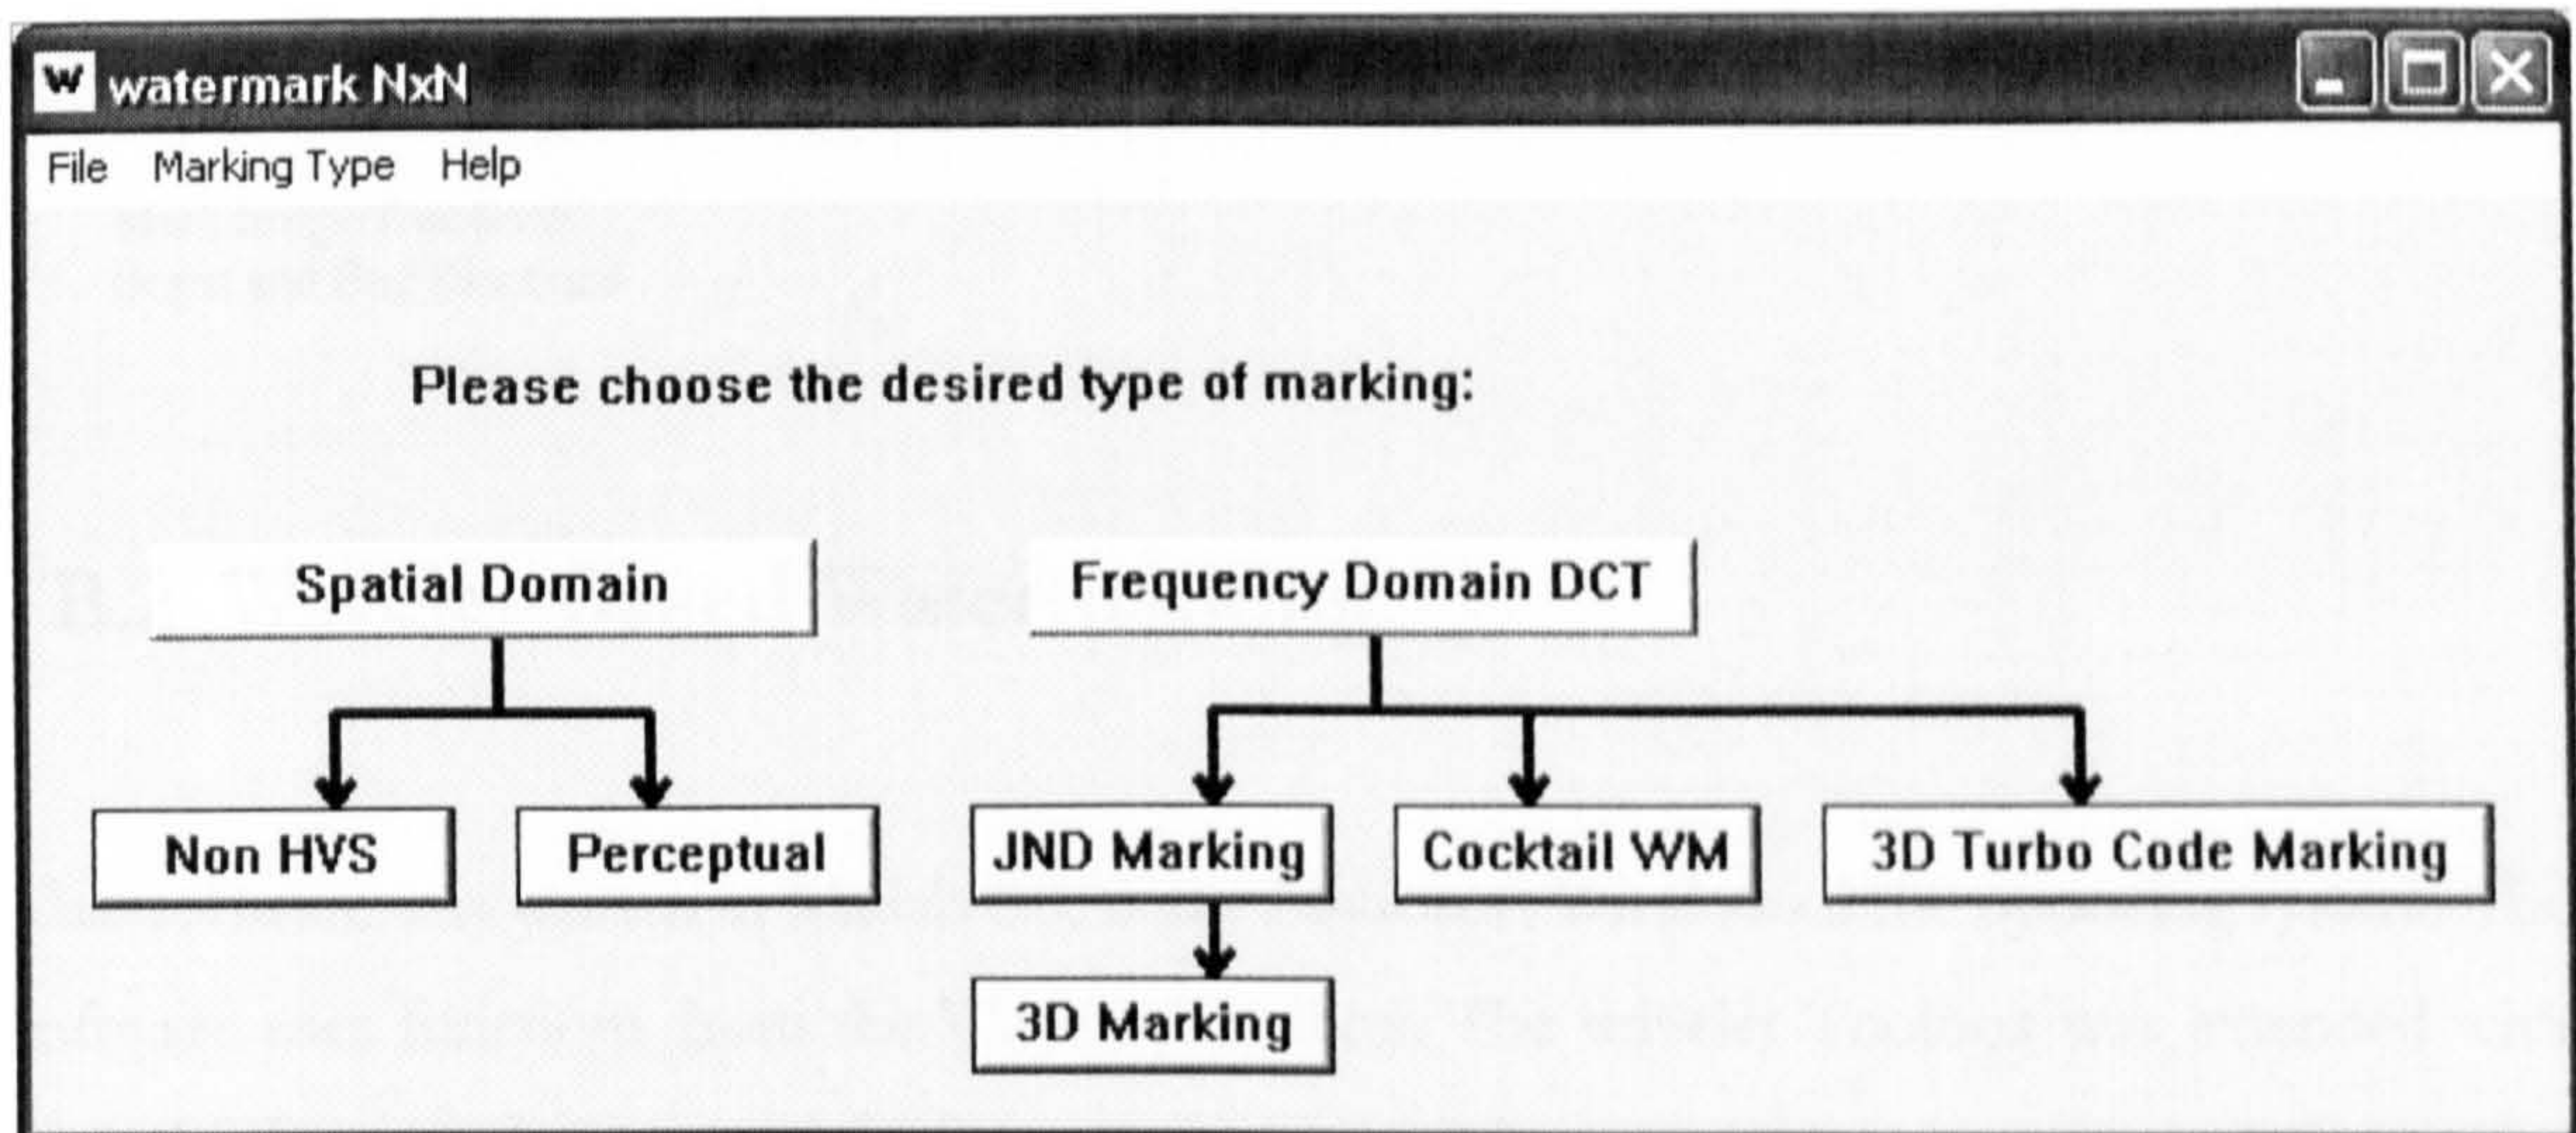 W watermark NxN
File Marking Type Help
Please choose the desired type of marking:
Spatial Domain Frequency Domain DCT
Non HVS Perceptual JND Marking Cocktail WM 3D Turbo Code Marking
3D Marking